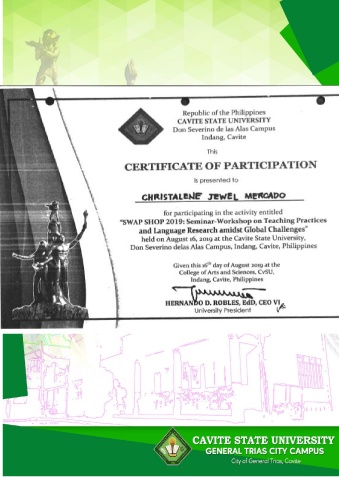 Republic of the Philippines
CAVITE STATE UNIVERSITY
Don Severino de las Alas Campus
Indang, Cavite
This
CERTIFICATE OF PARTICIPATION
is presented to
CHRISTALENE JEWEL MERCADO
for participating in the activity entitled
"SWAP SHOP 2019: Seminar-Workshop on Teaching Practices
and Language Research amidst Global Challenges"
held on August 16, 2019 at the Cavite State University,
Don Severino delas Alas Campus, Indang, Cavite, Philippines
Given this 16th day of August 2019 at the
College of Arts and Sciences, CvSU,
Indang, Cavite, Philippines
HERNANDO D. ROBLES, EdD, CEO VI
University President
CAVITE STATE UNIVERSITY
GENERAL TRIAS CITY CAMPUS
City of General Trias, Cavite